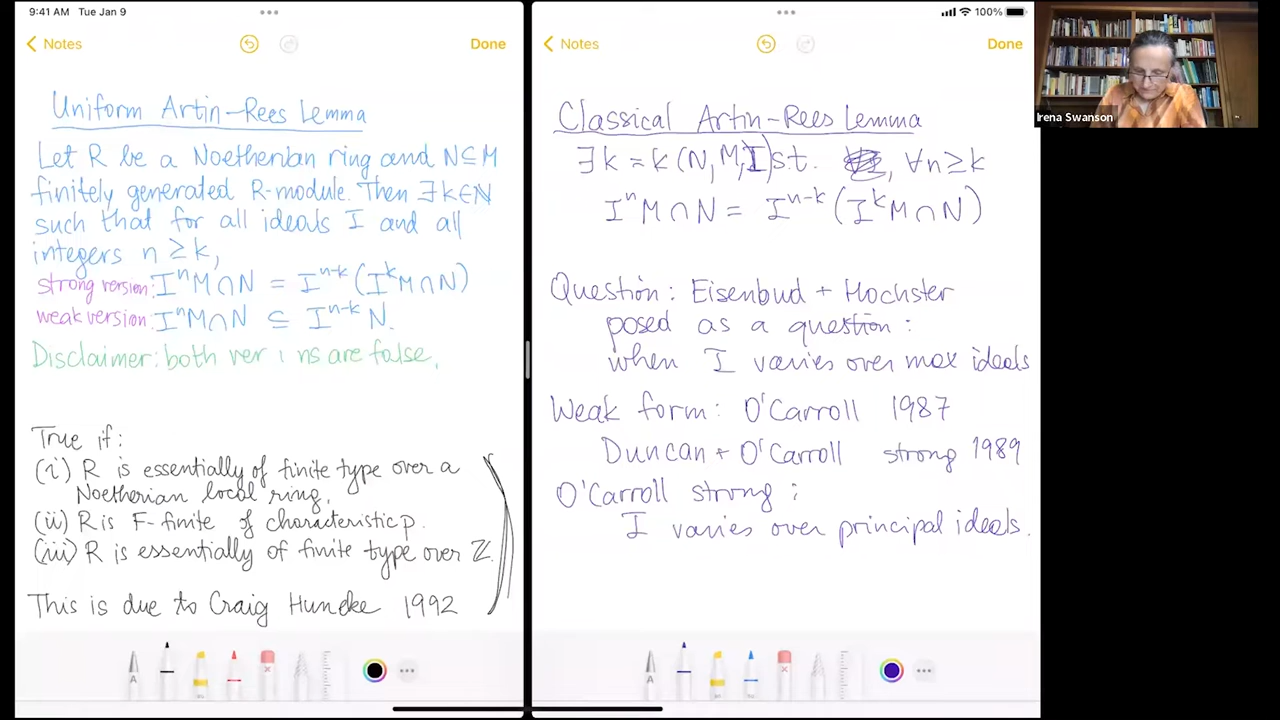 9:41 AM Tue Jan 9
Notes
Done
Uniform Artin-Rees Lemma
Let R be a Noetherian ring and N⊆M
finitely generated R-module. Then ∃k∈ℕ
such that for all ideals I and all
integers n ≥ k,
strong version: IⁿM∩N = Iⁿ⁻ᵏ(IᵏM∩N)
weak version: IⁿM∩N ⊆ Iⁿ⁻ᵏN.
Disclaimer: both ver i ns are false.
True if:
(i) R is essentially of finite type over a
Noetherian local ring.
(ii) R is F-finite of characteristic p.
(iii) R is essentially of finite type over ℤ.
This is due to Craig Huneke 1992
100%
Notes
Done
Classical Artin-Rees Lemma
∃k = k(N, M, I) s.t. , ∀n≥k
IⁿM∩N = Iⁿ⁻ᵏ(IᵏM∩N)
Question: Eisenbud + Hochster
posed as a question:
when I varies over max ideals
Weak form: O'Carroll 1987
Duncan + O'Carroll strong 1989
O'Carroll strong:
I varies over principal ideals.
Irena Swanson